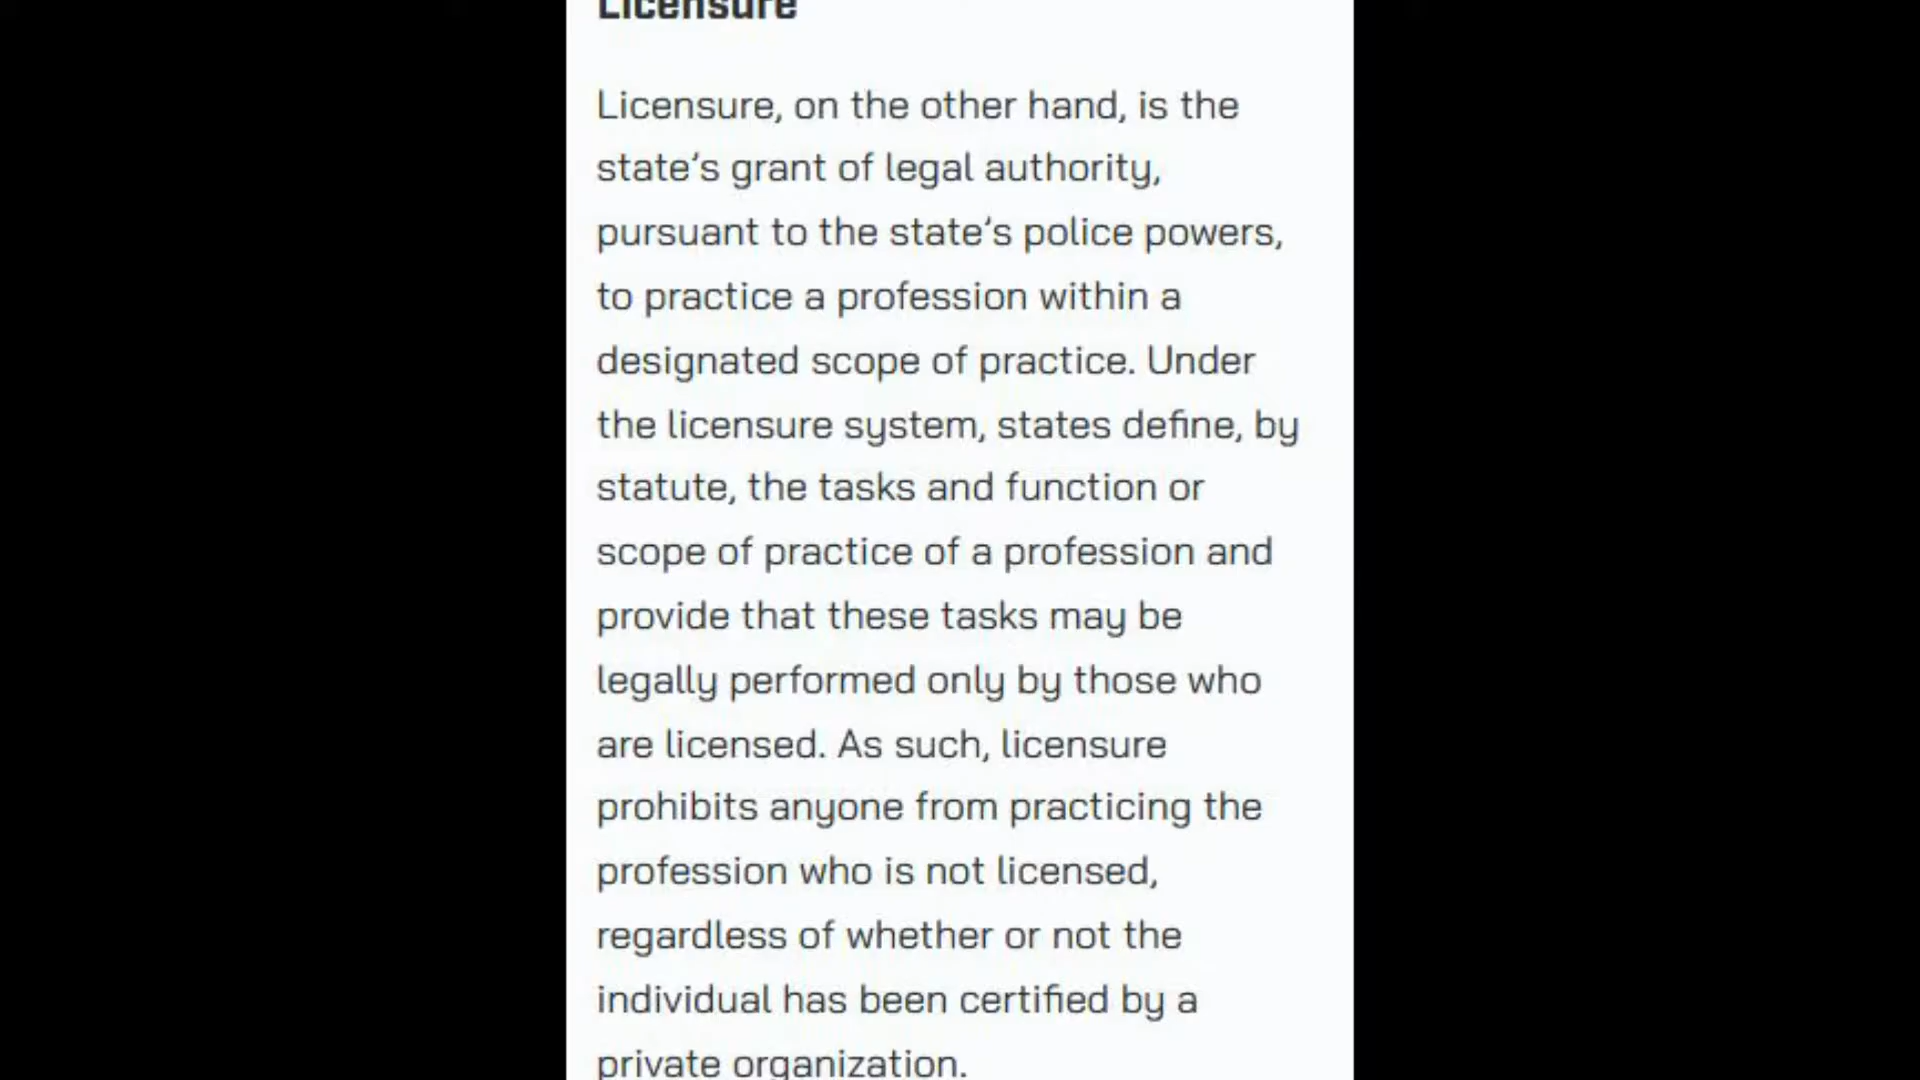 Licensure
Licensure, on the other hand, is the
state’s grant of legal authority,
pursuant to the state’s police powers,
to practice a profession within a
designated scope of practice. Under
the licensure system, states define, by
statute, the tasks and function or
scope of practice of a profession and
provide that these tasks may be
legally performed only by those who
are licensed. As such, licensure
prohibits anyone from practicing the
profession who is not licensed,
regardless of whether or not the
individual has been certified by a
private organization.